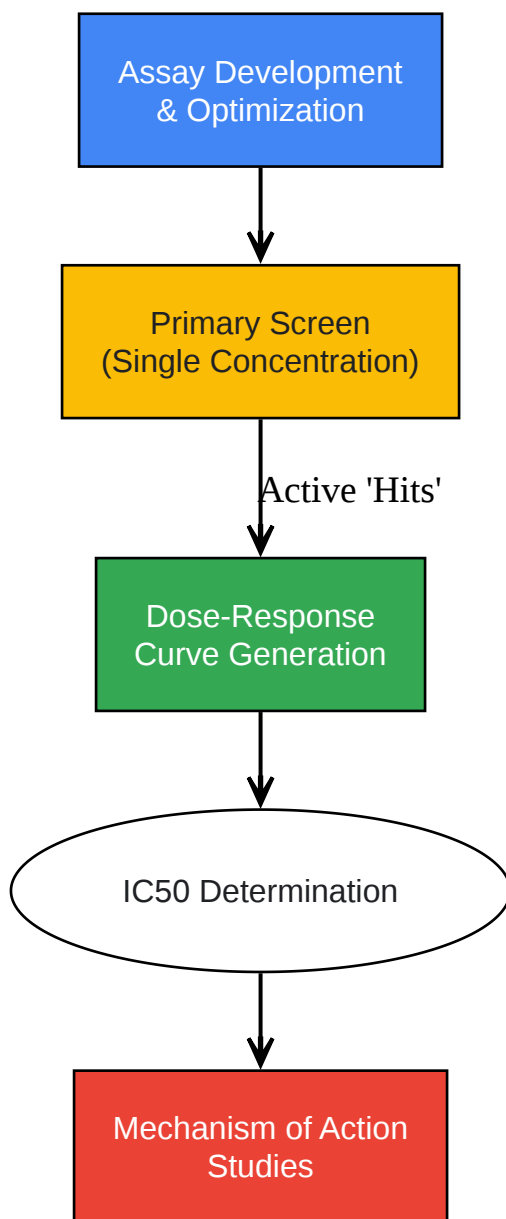 Assay Development
& Optimization
Primary Screen
(Single Concentration)
Active 'Hits'
Dose-Response
Curve Generation
IC50 Determination
Mechanism of Action
Studies